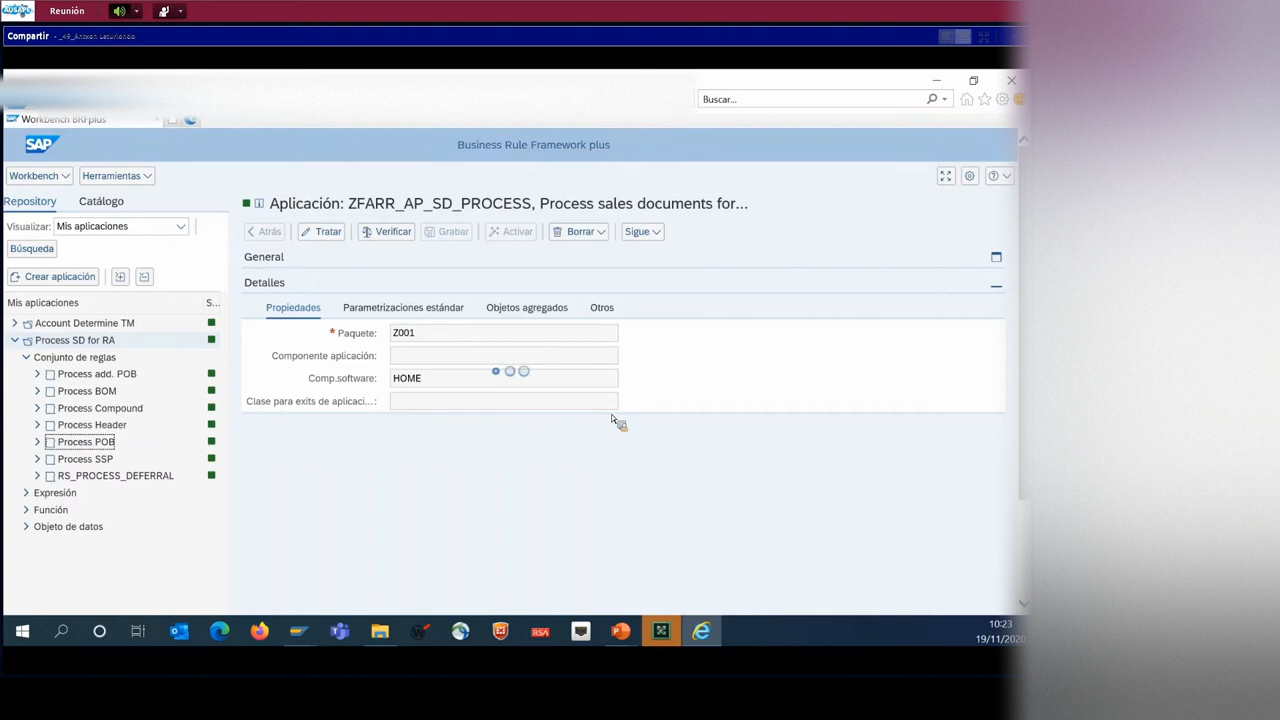 Reunión
Compartir - _49_Antxon Leturiondo
Buscar...
Workbench BRFplus
SAP
Business Rule Framework plus
Workbench
Herramientas
Repository
Catálogo
Aplicación: ZFARR_AP_SD_PROCESS, Process sales documents for...
Visualizar: Mis aplicaciones
Atrás
Tratar
Verificar
Grabar
Activar
Borrar
Sigue
Búsqueda
General
Crear aplicación
Detalles
Mis aplicaciones
S...
Propiedades
Parametrizaciones estándar
Objetos agregados
Otros
Account Determine TM
Process SD for RA
* Paquete: Z001
Conjunto de reglas
Componente aplicación:
Process add. POB
Comp.software: HOME
Process BOM
Clase para exits de aplicaci...:
Process Compound
Process Header
Process POB
Process SSP
RS_PROCESS_DEFERRAL
Expresión
Función
Objeto de datos
RSA
10:23
19/11/2020